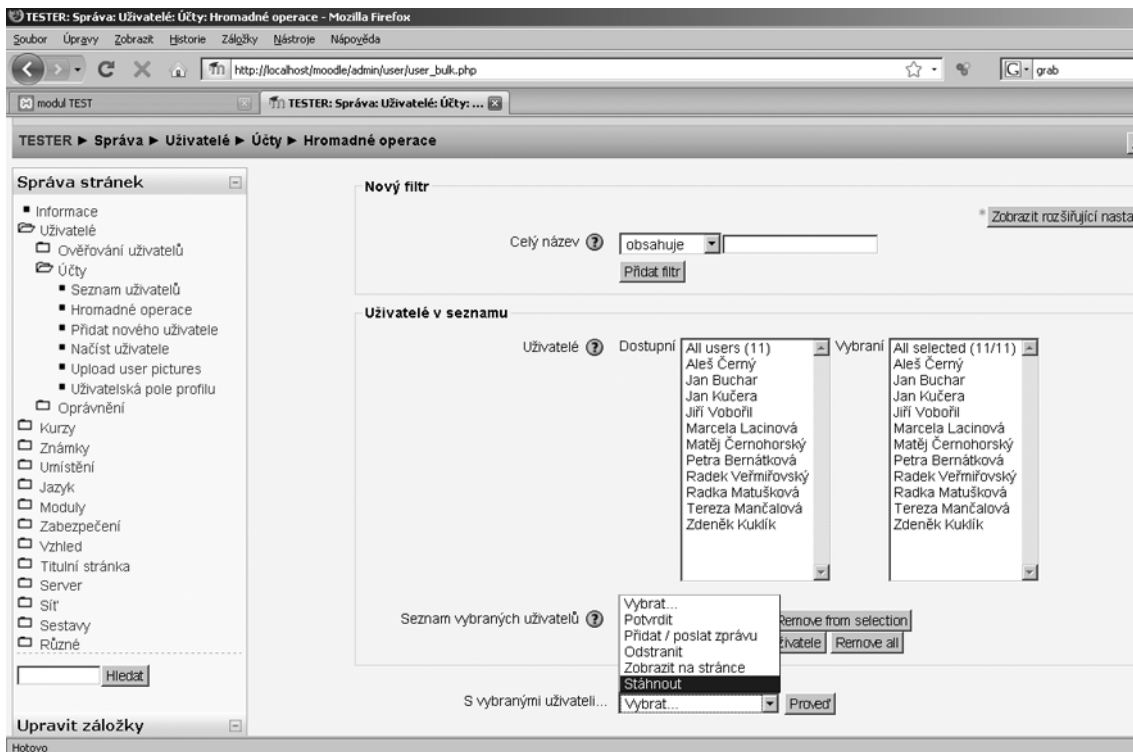 TESTER: Správa: Uživatelé: Účty: Hromadné operace - Mozilla Firefox
Soubor Úpravy Zobrazit Historie Záložky Nástroje Nápověda
http://localhost/moodle/admin/user/user_bulk.php
grab
modul TEST
TESTER: Správa: Uživatelé: Účty: ...
TESTER ► Správa ► Uživatelé ► Účty ► Hromadné operace
Správa stránek
Informace
Uživatelé
Ověřování uživatelů
Účty
Seznam uživatelů
Hromadné operace
Přidat nového uživatele
Načíst uživatele
Upload user pictures
Uživatelská pole profilu
Oprávnění
Kurzy
Známky
Umístění
Jazyk
Moduly
Zabezpečení
Vzhled
Titulní stránka
Server
Síť
Sestavy
Různé
Hledat
Upravit záložky
Nový filtr
* Zobrazit rozšiřující nasta
Celý název obsahuje
Přidat filtr
Uživatelé v seznamu
Uživatelé
Dostupní
All users (11)
Aleš Černý
Jan Buchar
Jan Kučera
Jiří Vobořil
Marcela Lacinová
Matěj Černohorský
Petra Bernátková
Radek Veřmiřovský
Radka Matušková
Tereza Mančalová
Zdeněk Kuklík
Vybraní
All selected (11/11)
Aleš Černý
Jan Buchar
Jan Kučera
Jiří Vobořil
Marcela Lacinová
Matěj Černohorský
Petra Bernátková
Radek Veřmiřovský
Radka Matušková
Tereza Mančalová
Zdeněk Kuklík
Seznam vybraných uživatelů
Remove from selection
živatele
Remove all
Vybrat...
Potvrdit
Přidat / poslat zprávu
Odstranit
Zobrazit na stránce
Stáhnout
S vybranými uživateli... Vybrat... Proveď
Hotovo